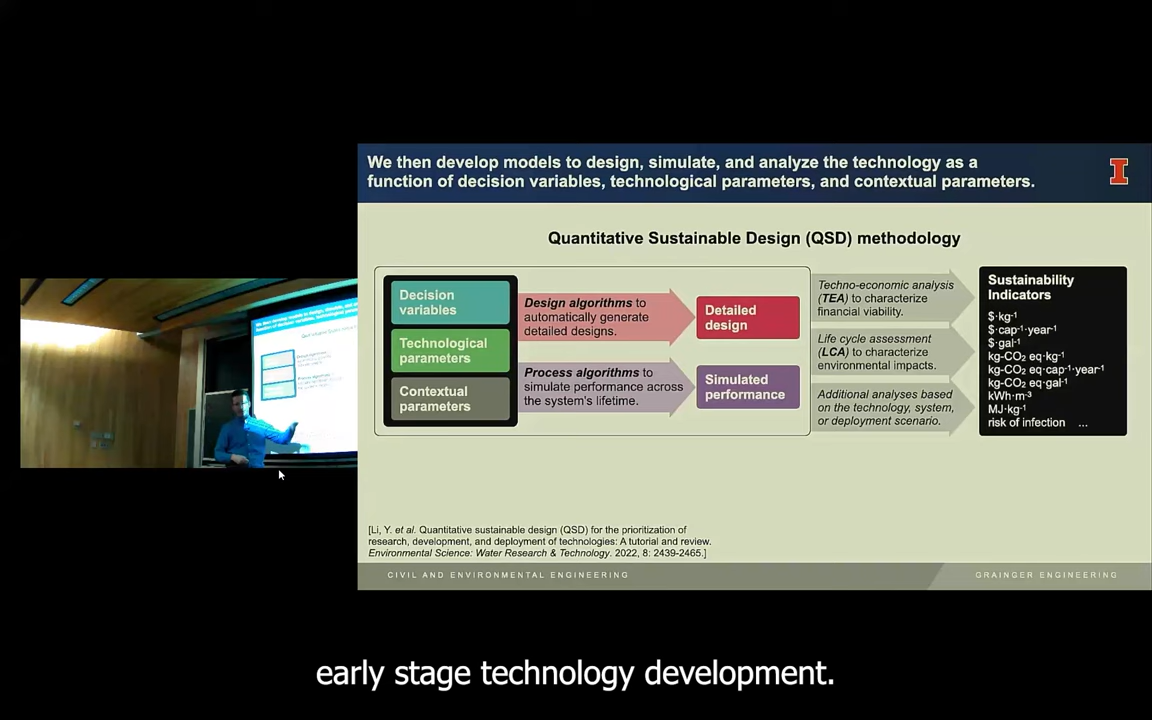 We then develop models to design, simulate, and analyze the technology as a
function of decision variables, technological parameters, and contextual parameters.
I
Quantitative Sustainable Design (QSD) methodology
Decision
variables
Technological
parameters
Contextual
parameters
Design algorithms to
automatically generate
detailed designs.
Process algorithms to
simulate performance across
the system's lifetime.
Detailed
design
Simulated
performance
Techno-economic analysis
(TEA) to characterize
financial viability.
Life cycle assessment
(LCA) to characterize
environmental impacts.
Additional analyses based
on the technology, system,
or deployment scenario.
Sustainability
Indicators
$·kg⁻¹
$·cap⁻¹·year⁻¹
$·gal⁻¹
kg-CO₂ eq·kg⁻¹
kg-CO₂ eq·cap⁻¹·year⁻¹
kg-CO₂ eq·gal⁻¹
kWh·m⁻³
MJ·kg⁻¹
risk of infection ...
[Li, Y. et al. Quantitative sustainable design (QSD) for the prioritization of
research, development, and deployment of technologies: A tutorial and review.
Environmental Science: Water Research & Technology. 2022, 8: 2439-2465.]
CIVIL AND ENVIRONMENTAL ENGINEERING
GRAINGER ENGINEERING
early stage technology development.